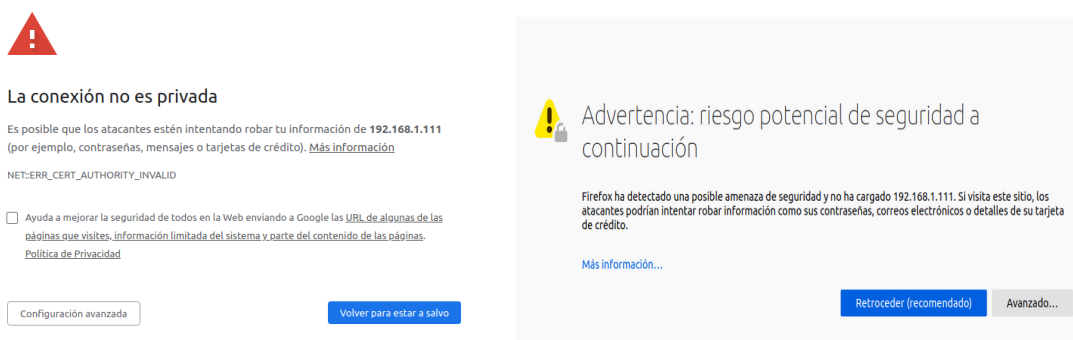 La conexión no es privada
Es posible que los atacantes estén intentando robar tu información de 192.168.1.111
(por ejemplo, contraseñas, mensajes o tarjetas de crédito). Más información
NET::ERR_CERT_AUTHORITY_INVALID
Ayuda a mejorar la seguridad de todos en la Web enviando a Google las URL de algunas de las
páginas que visites, información limitada del sistema y parte del contenido de las páginas.
Política de Privacidad
Configuración avanzada
Volver para estar a salvo
Advertencia: riesgo potencial de seguridad a
continuación
Firefox ha detectado una posible amenaza de seguridad y no ha cargado 192.168.1.111. Si visita este sitio, los
atacantes podrían intentar robar información como sus contraseñas, correos electrónicos o detalles de su tarjeta
de crédito.
Más información...
Retroceder (recomendado)
Avanzado...